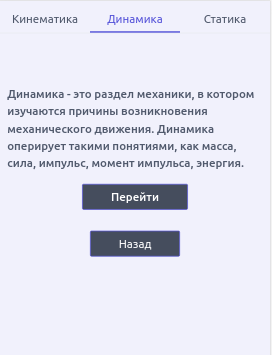 Кинематика Динамика Статика
Динамика - это раздел механики, в котором
изучаются причины возникновения
механического движения. Динамика
оперирует такими понятиями, как масса,
сила, импульс, момент импульса, энергия.
Перейти
Назад